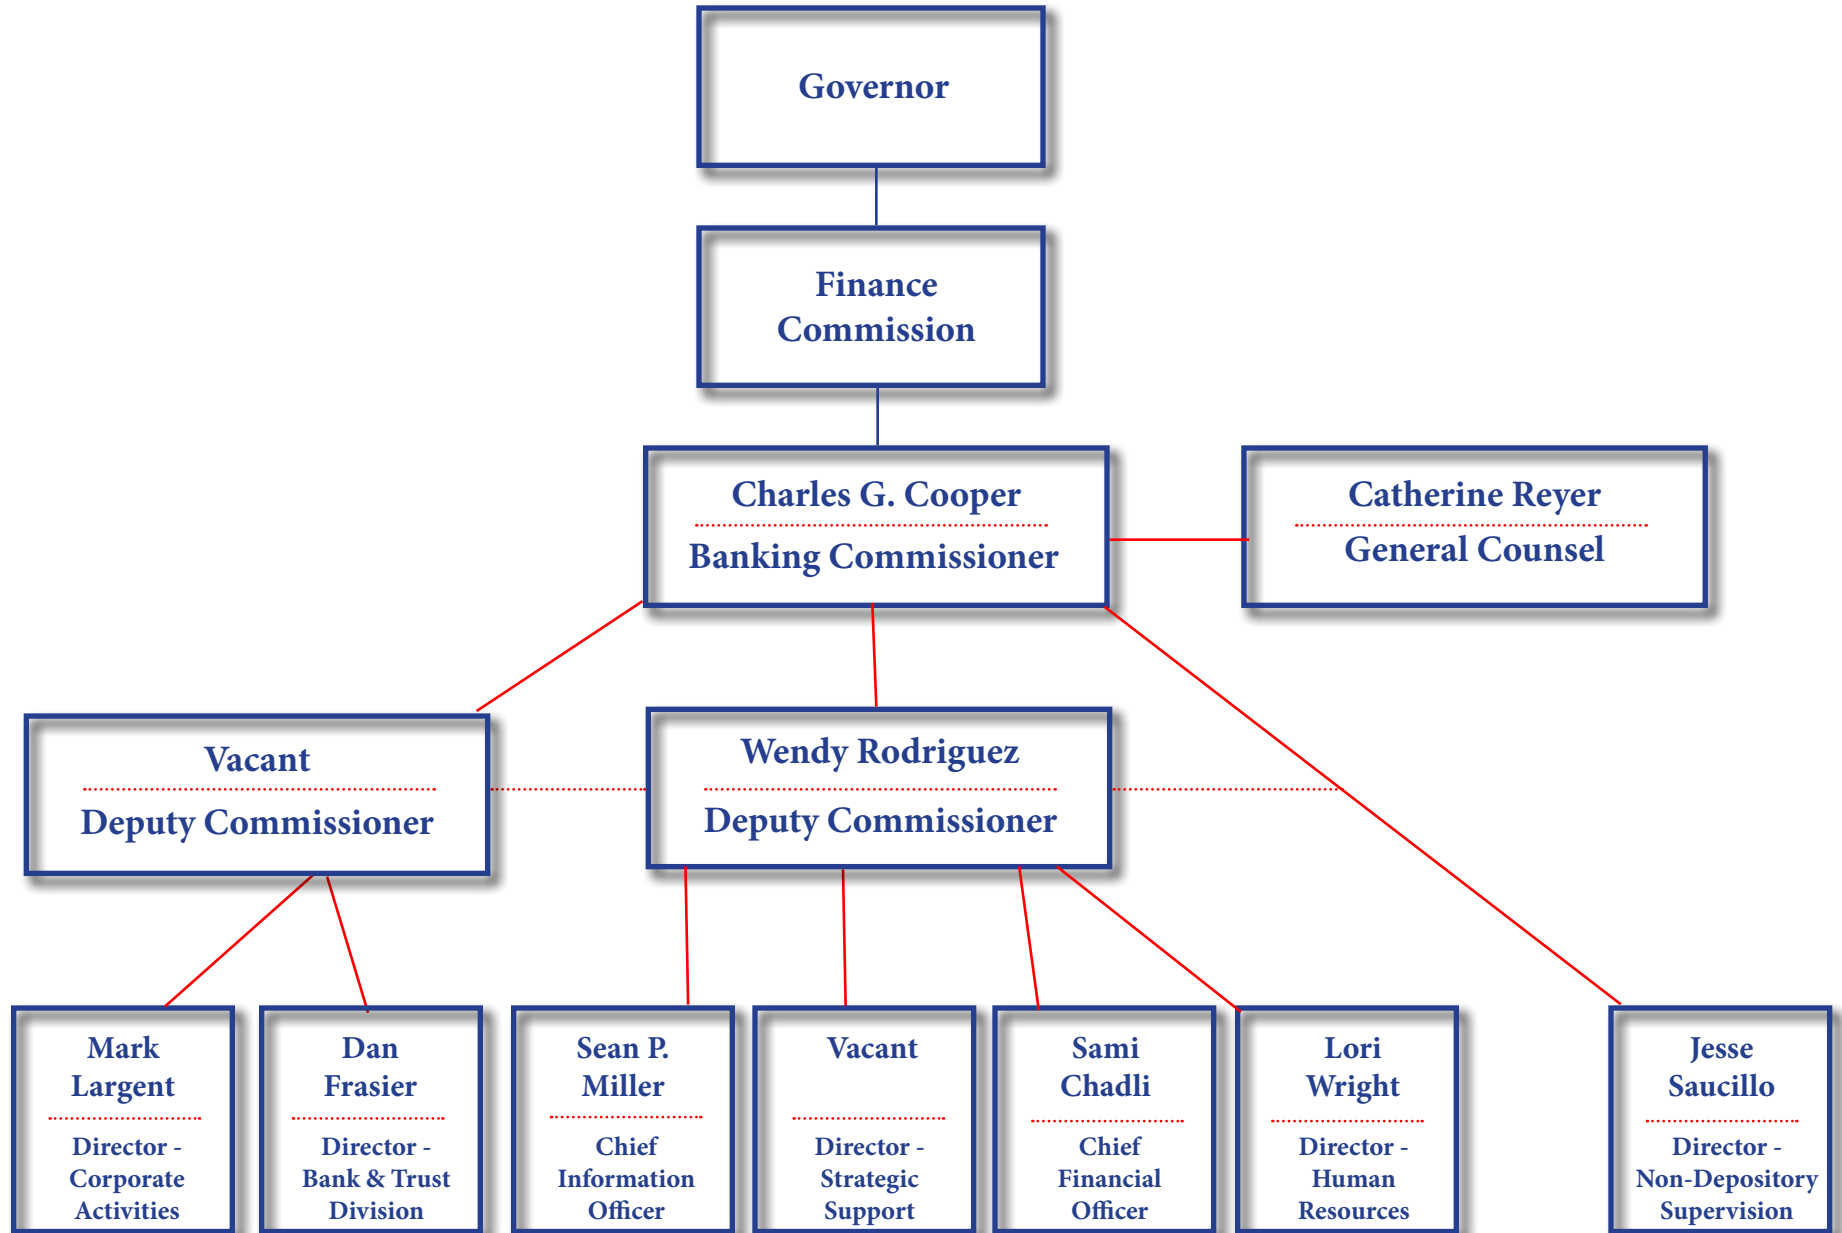 Governor
Finance
Commission
Charles G. Cooper
Banking Commissioner
Catherine Reyer
General Counsel
Vacant
Deputy Commissioner
Wendy Rodriguez
Deputy Commissioner
Mark
Largent
Director -
Corporate
Activities
Dan
Frasier
Director -
Bank & Trust
Division
Sean P.
Miller
Chief
Information
Officer
Vacant
Director -
Strategic
Support
Sami
Chadli
Chief
Financial
Officer
Lori
Wright
Director -
Human
Resources
Jesse
Saucillo
Director -
Non-Depository
Supervision